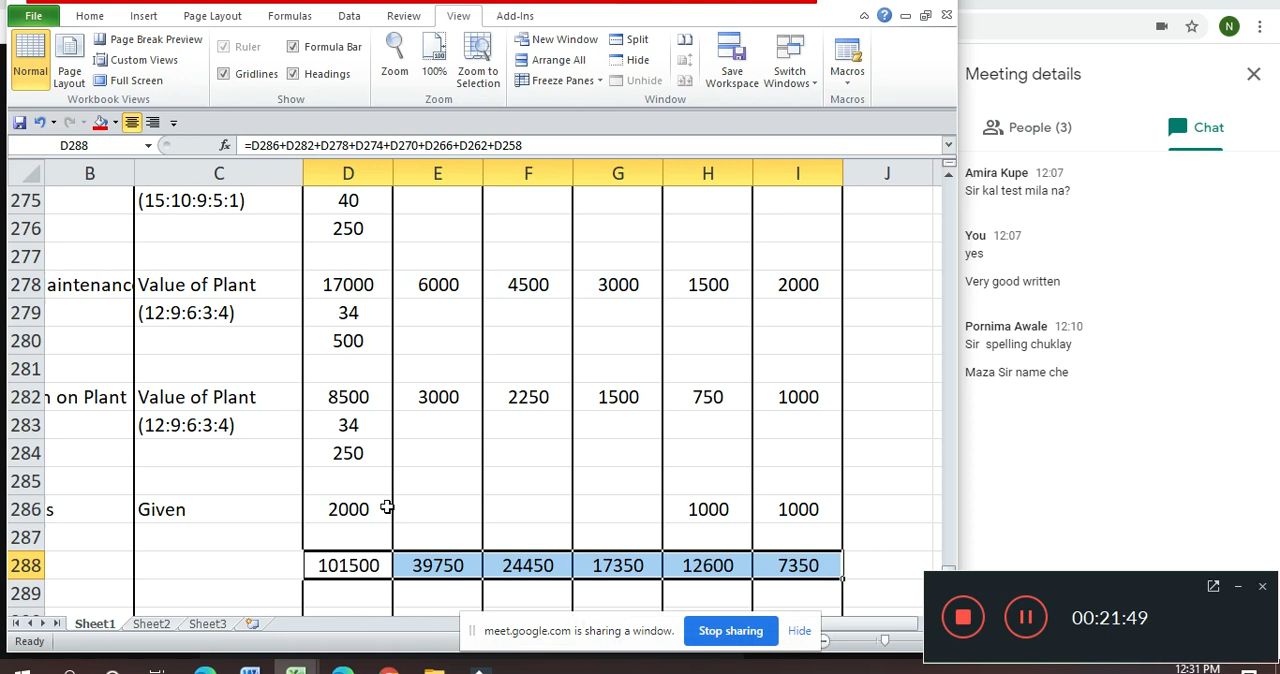 File Home Insert Page Layout Formulas Data Review View Add-Ins
Normal Page Layout Page Break Preview Custom Views Full Screen
Workbook Views
Ruler Formula Bar
Gridlines Headings
Show
Zoom 100% Zoom to Selection
Zoom
New Window Arrange All Freeze Panes
Split Hide Unhide
Save Workspace Switch Windows
Window
Macros
Macros
D288 fx =D286+D282+D278+D274+D270+D266+D262+D258
B C D E F G H I J
275 (15:10:9:5:1) 40
276 250
277
278 aintenance Value of Plant 17000 6000 4500 3000 1500 2000
279 (12:9:6:3:4) 34
280 500
281
282 n on Plant Value of Plant 8500 3000 2250 1500 750 1000
283 (12:9:6:3:4) 34
284 250
285
286 s Given 2000 1000 1000
287
288 101500 39750 24450 17350 12600 7350
289
Sheet1 Sheet2 Sheet3
Ready
meet.google.com is sharing a window. Stop sharing Hide
N
Meeting details
People (3) Chat
Amira Kupe 12:07
Sir kal test mila na?
You 12:07
yes
Very good written
Pornima Awale 12:10
Sir spelling chuklay
Maza Sir name che
00:21:49
12:31 PM